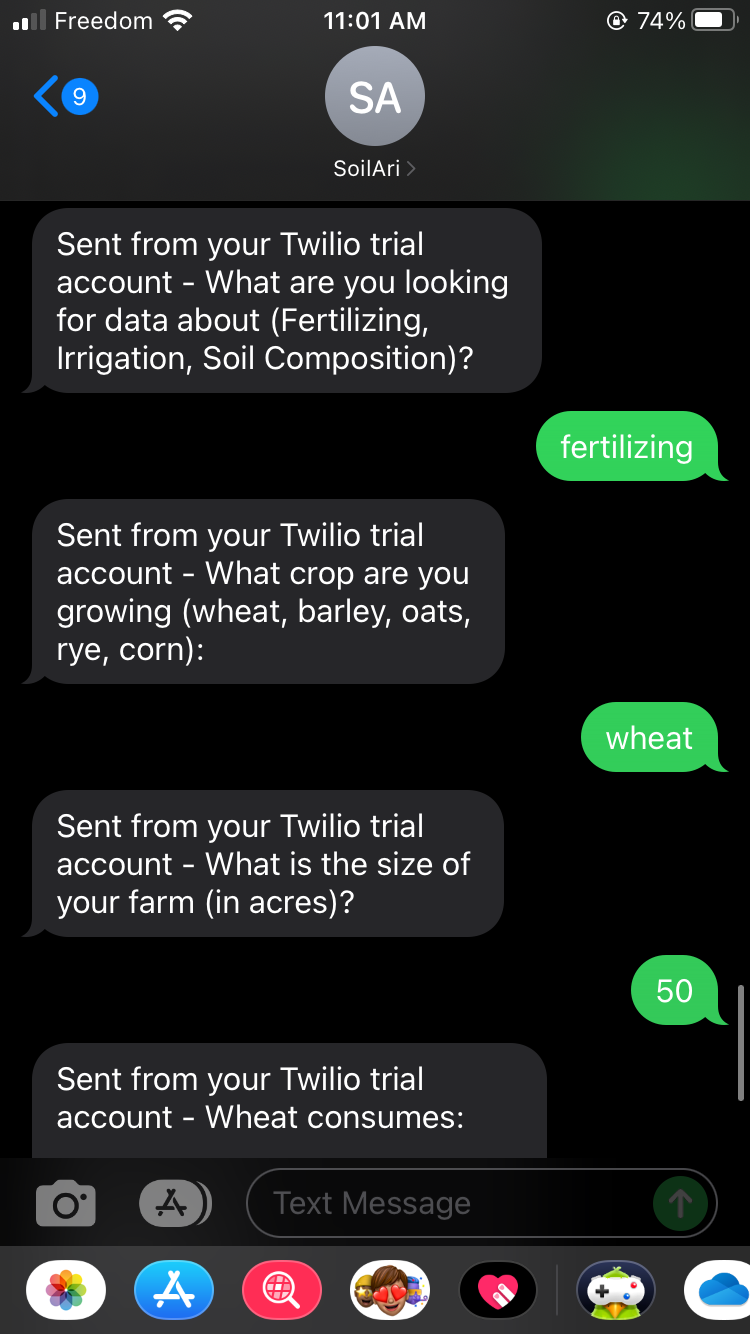 Freedom 11:01 AM 74%
9
SA
SoilAri
Sent from your Twilio trial
account - What are you looking
for data about (Fertilizing,
Irrigation, Soil Composition)?
fertilizing
Sent from your Twilio trial
account - What crop are you
growing (wheat, barley, oats,
rye, corn):
wheat
Sent from your Twilio trial
account - What is the size of
your farm (in acres)?
50
Sent from your Twilio trial
account - Wheat consumes:
Text Message